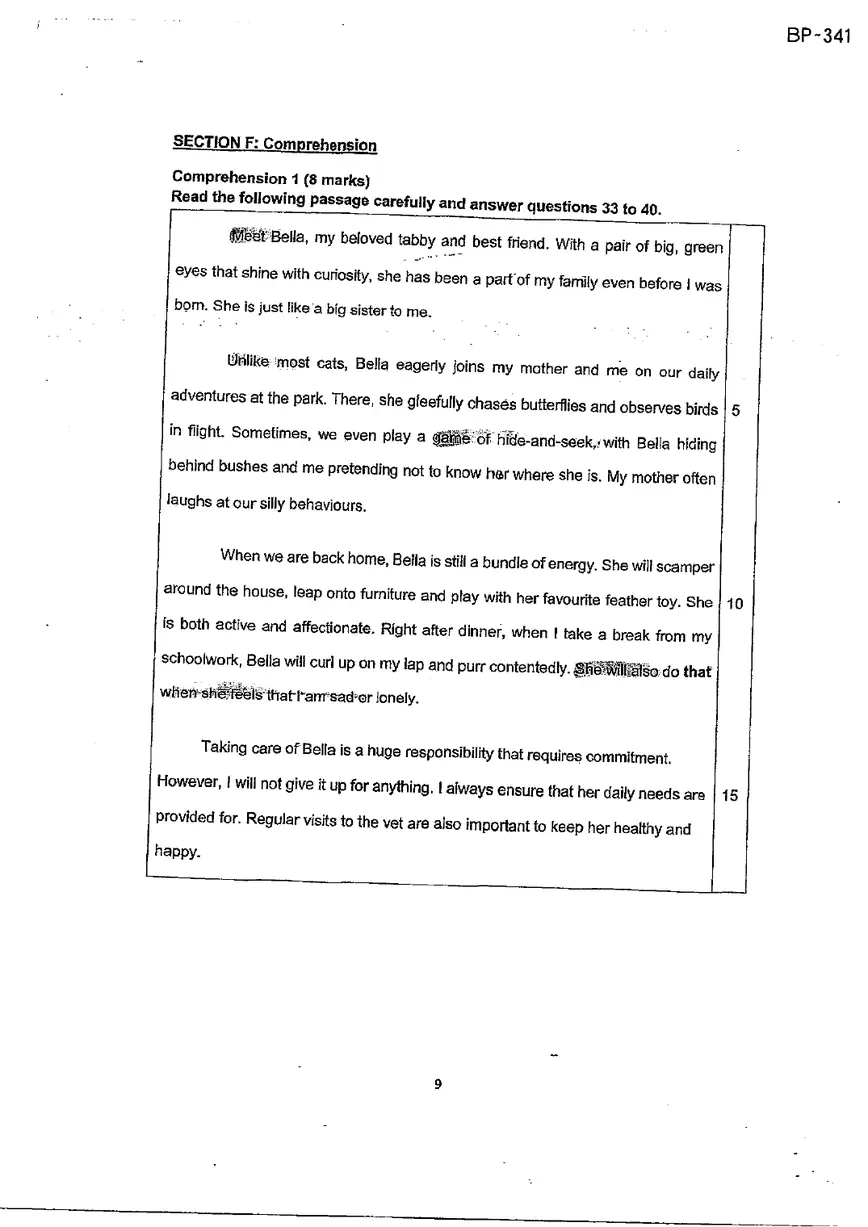 BP-341
SECTION F: Comprehension
Comprehension 1 (8 marks)
Read the following passage carefully and answer questions 33 to 40.
Meet Bella, my beloved tabby and best friend. With a pair of big, green
eyes that shine with curiosity, she has been a part of my family even before I was
born. She is just like a big sister to me.
Unlike most cats, Bella eagerly joins my mother and me on our daily
adventures at the park. There, she gleefully chases butterflies and observes birds 5
in flight. Sometimes, we even play a game of hide-and-seek, with Bella hiding
behind bushes and me pretending not to know her where she is. My mother often
laughs at our silly behaviours.
When we are back home, Bella is still a bundle of energy. She will scamper
around the house, leap onto furniture and play with her favourite feather toy. She 10
is both active and affectionate. Right after dinner, when I take a break from my
schoolwork, Bella will curl up on my lap and purr contentedly. She will also do that
when she feels that I am sad or lonely.
Taking care of Bella is a huge responsibility that requires commitment.
However, I will not give it up for anything. I always ensure that her daily needs are 15
provided for. Regular visits to the vet are also important to keep her healthy and
happy.
9